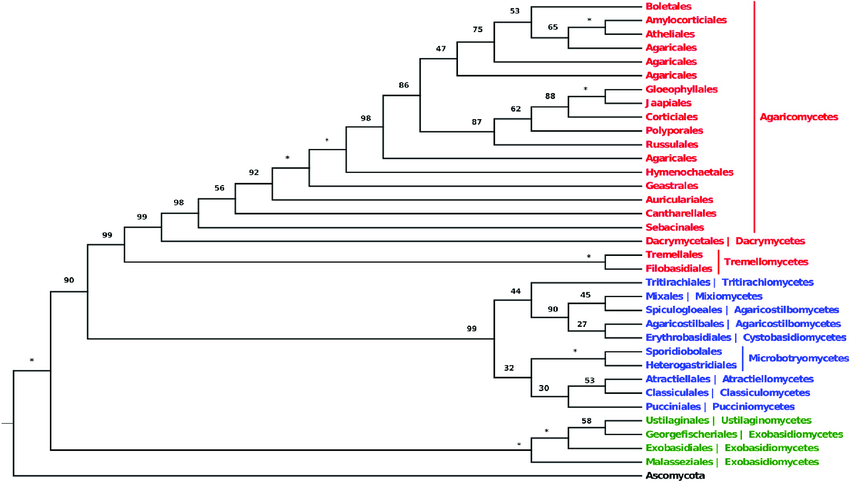 53 Boletales
* Amylocorticiales
75 65 Atheliales
Agaricales
47 Agaricales
Agaricales
86 * Gloeophyllales
88 Jaapiales
62 Corticiales Agaricomycetes
98 87 Polyporales
* Russulales
* Agaricales
92 Hymenochaetales
56 Geastrales
98 Auriculariales
99 Cantharellales
99 Sebacinales
Dacrymycetales | Dacrymycetes
* Tremellales
Filobasidiales Tremellomycetes
90 44 Tritirachiales | Tritirachiomycetes
45 Mixales | Mixiomycetes
90 Spiculogloeales | Agaricostilbomycetes
99 27 Agaricostilbales | Agaricostilbomycetes
Erythrobasidiales | Cystobasidiomycetes
* * Sporidiobolales
32 Heterogastridiales Microbotryomycetes
53 Atractiellales | Atractiellomycetes
30 Classiculales | Classiculomycetes
Pucciniales | Pucciniomycetes
58 Ustilaginales | Ustilaginomycetes
* Georgefischeriales | Exobasidiomycetes
* Exobasidiales | Exobasidiomycetes
Malasseziales | Exobasidiomycetes
Ascomycota